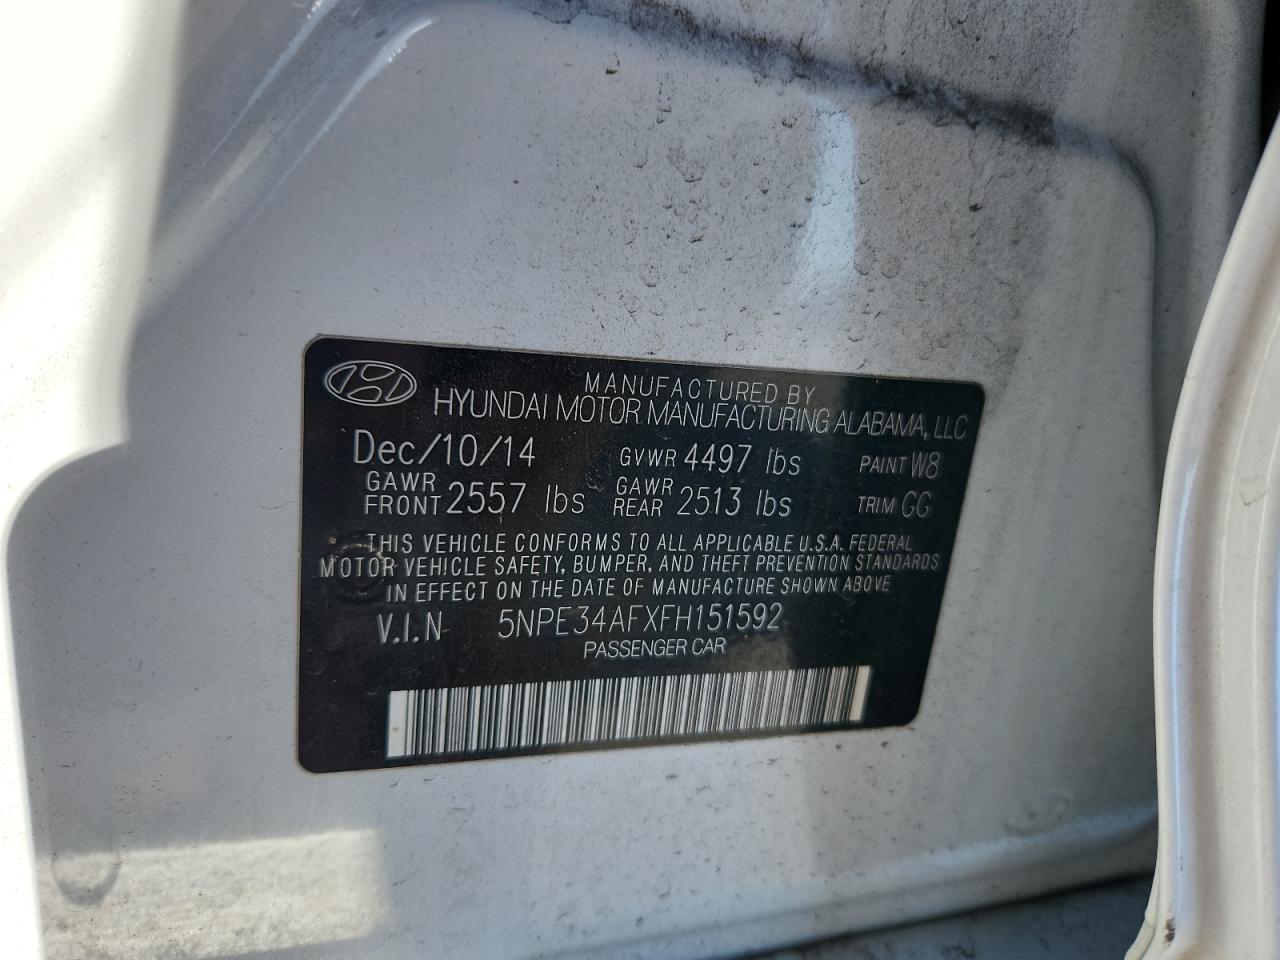 MANUFACTURED BY
HYUNDAI MOTOR MANUFACTURING ALABAMA, LLC
Dec/10/14 GVWR 4497 lbs PAINT W8
GAWR FRONT 2557 lbs GAWR REAR 2513 lbs TRIM GG
THIS VEHICLE CONFORMS TO ALL APPLICABLE U.S.A. FEDERAL
MOTOR VEHICLE SAFETY, BUMPER, AND THEFT PREVENTION STANDARDS
IN EFFECT ON THE DATE OF MANUFACTURE SHOWN ABOVE
V.I.N 5NPE34AFXFH151592
PASSENGER CAR